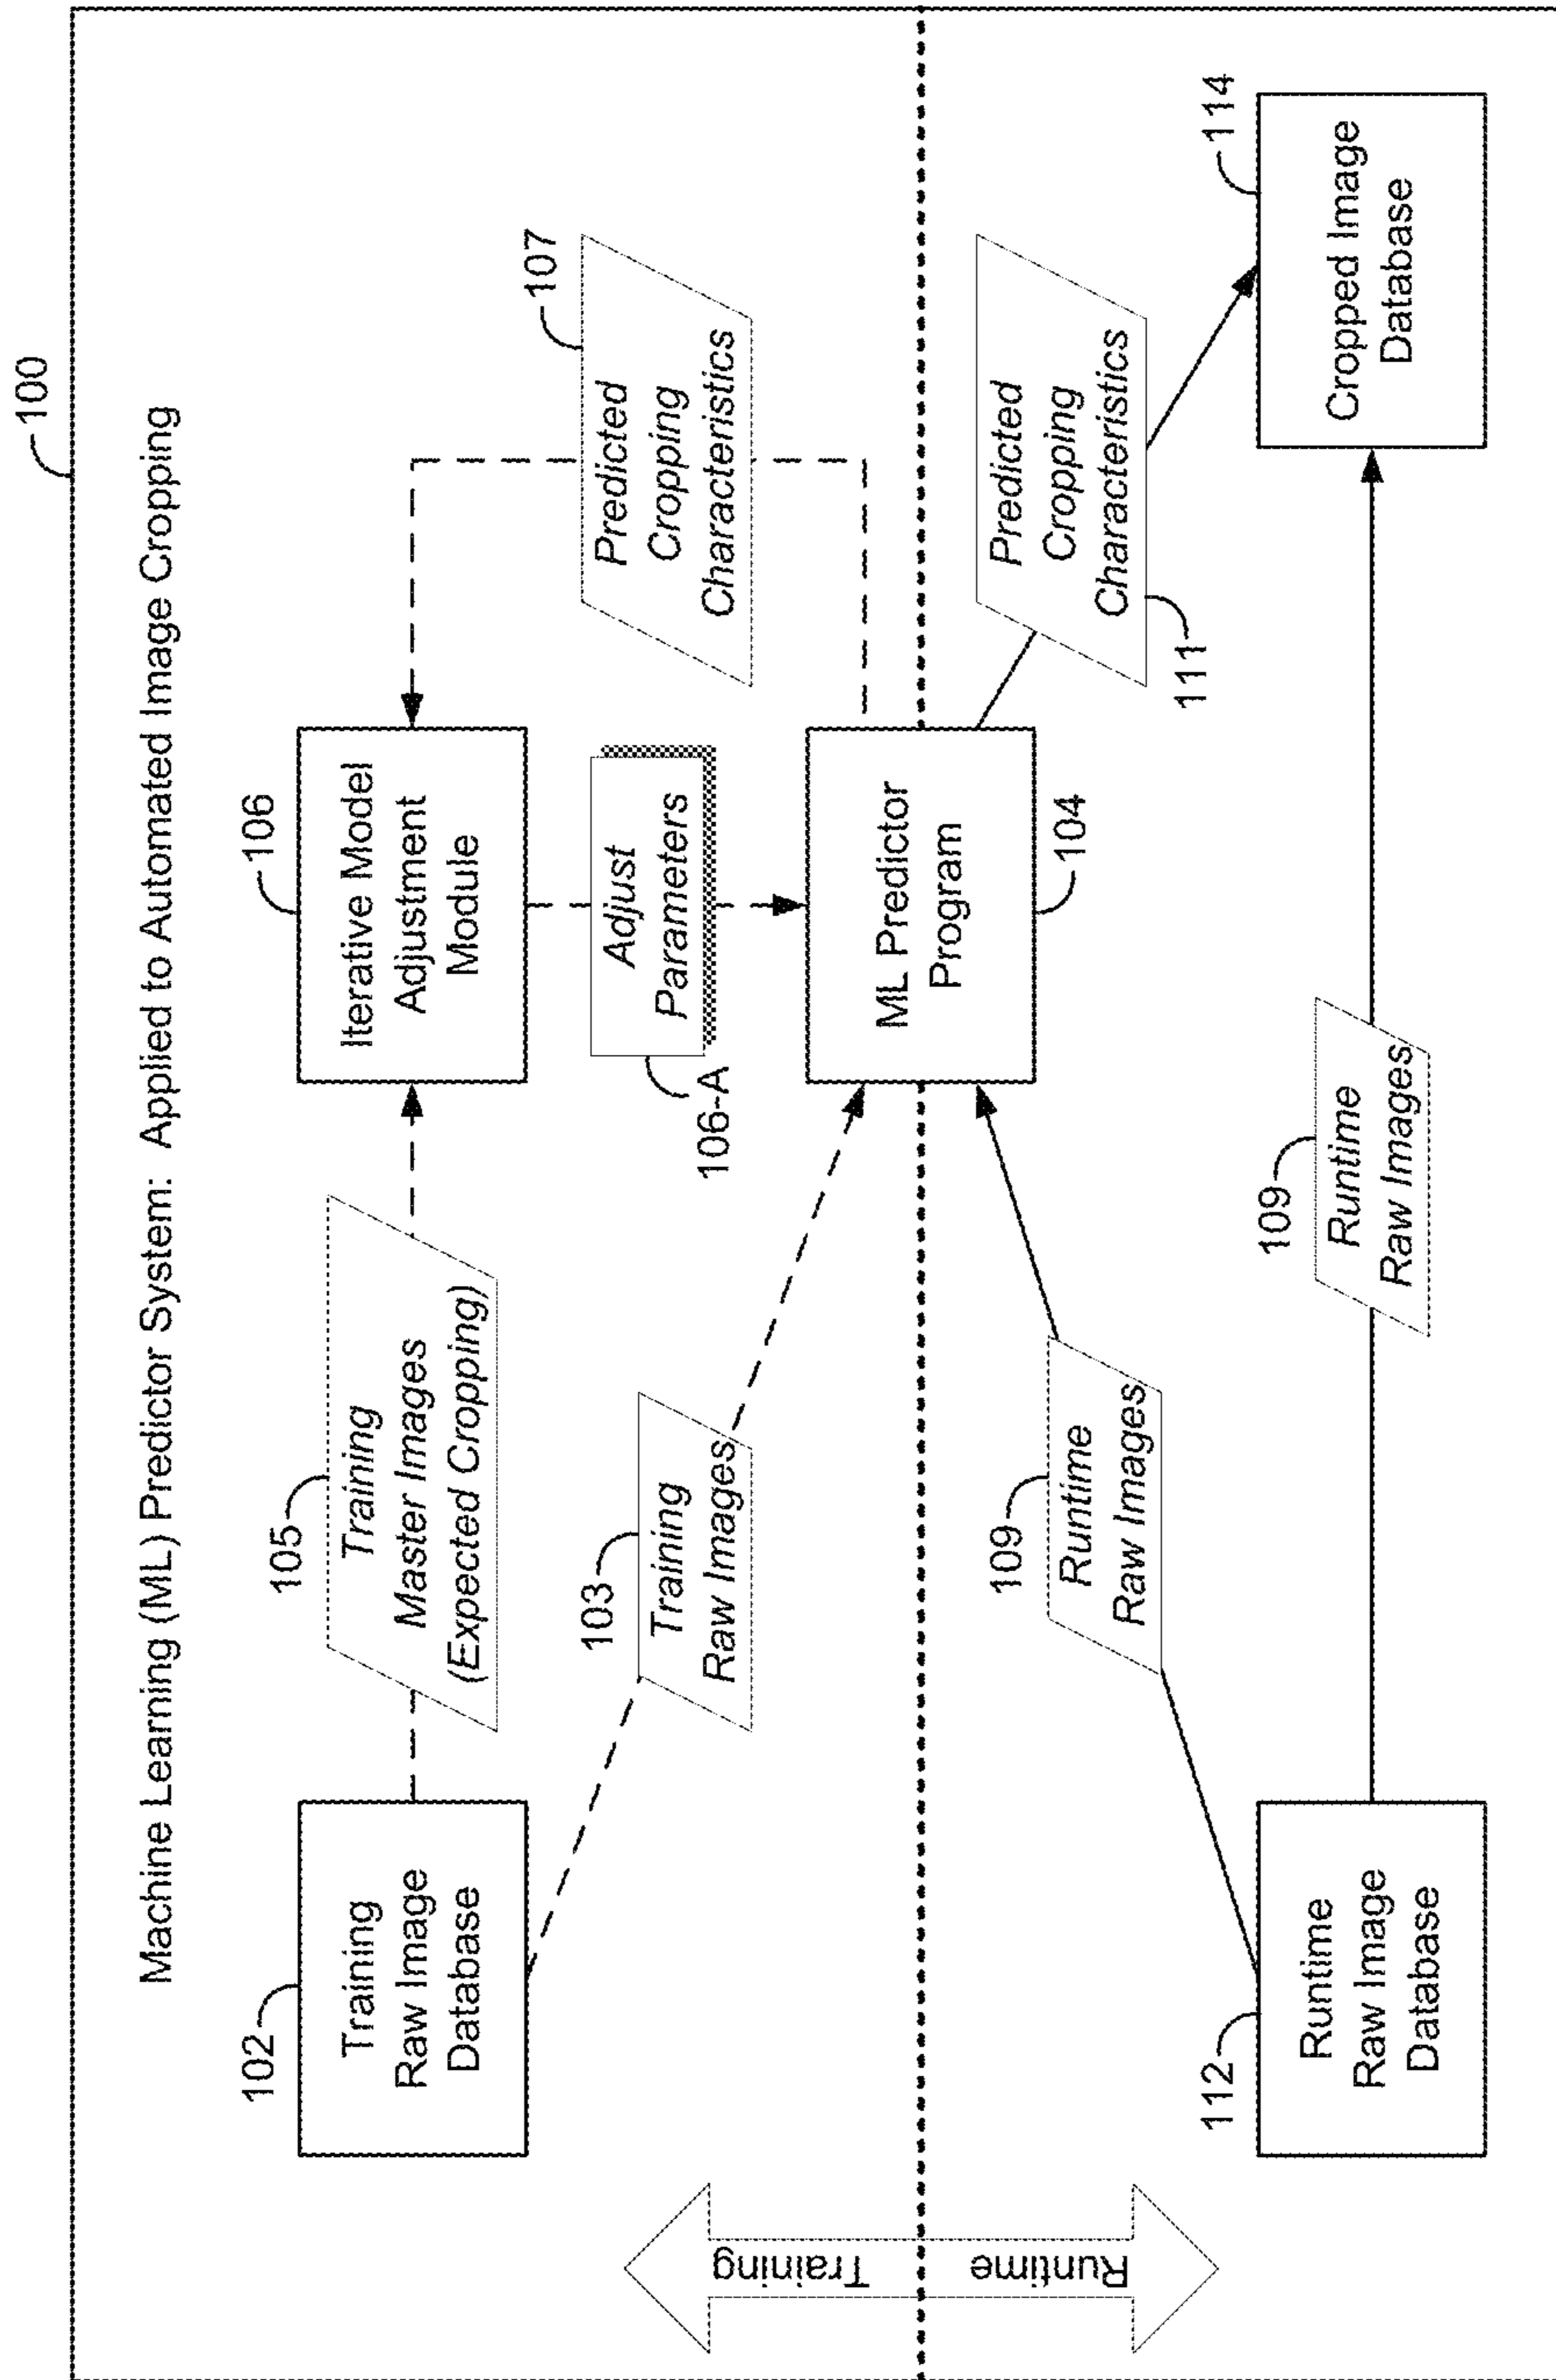 100
Machine Learning (ML) Predictor System: Applied to Automated Image Cropping
102
Training
Raw Image
Database
105
Training
Master Images
(Expected Cropping)
106
Iterative Model
Adjustment
Module
107
Predicted
Cropping
Characteristics
103
Training
Raw Images
Adjust
Parameters
106-A
ML Predictor
Program
104
Training
Runtime
109
Runtime
Raw Images
Predicted
Cropping
Characteristics
111
112
Runtime
Raw Image
Database
109
Runtime
Raw Images
114
Cropped Image
Database